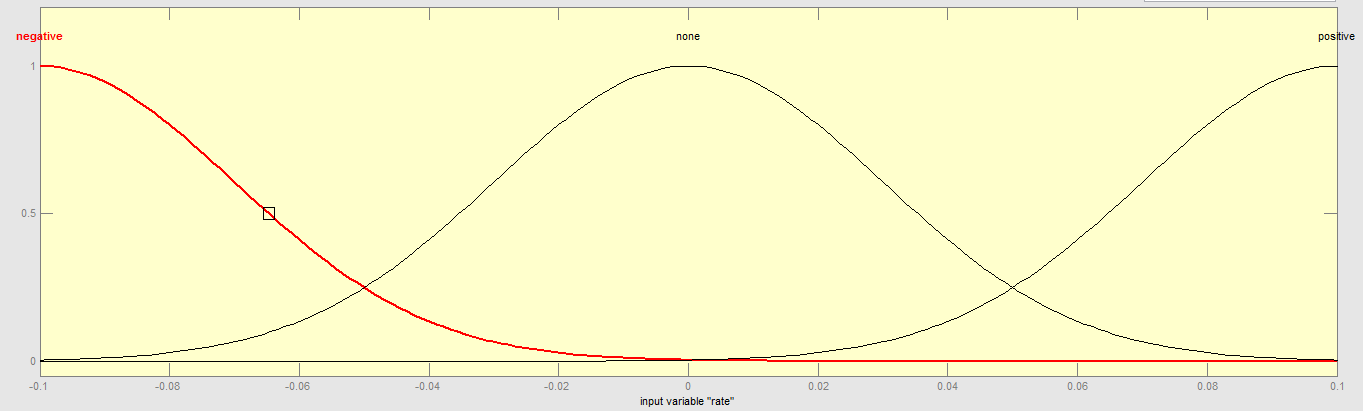 negative none positive
1
0.5
0
-0.1 -0.08 -0.06 -0.04 -0.02 0 0.02 0.04 0.06 0.08 0.1
input variable "rate"